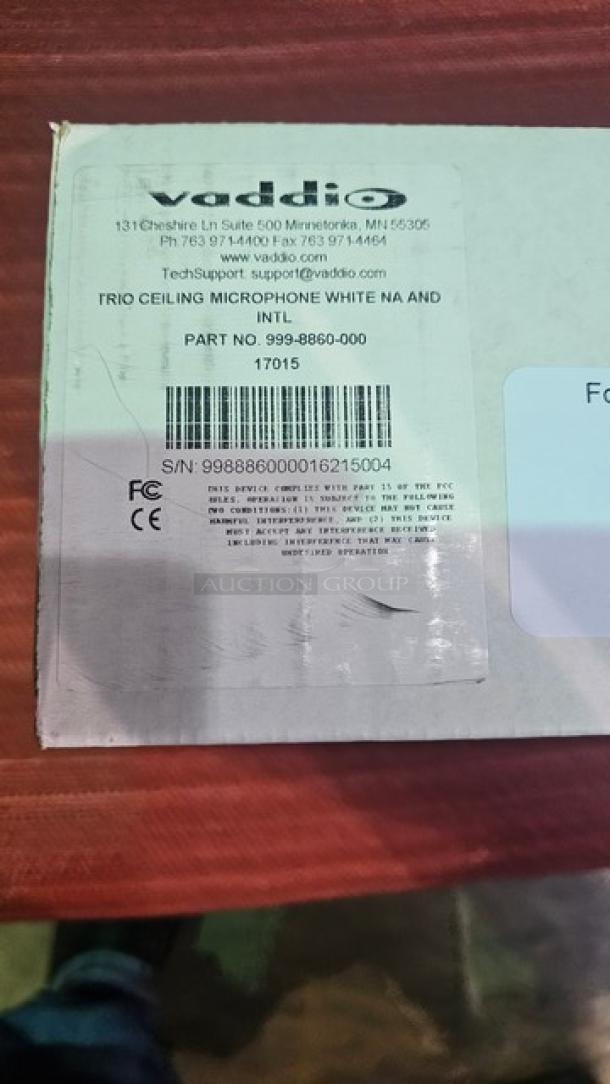 vaddio
131 Cheshire Ln Suite 500 Minnetonka, MN 55305
Ph 763 971-4400 Fax 763 971-4464
www.vaddio.com
TechSupport. support@vaddio.com
TRIO CEILING MICROPHONE WHITE NA AND
INTL
PART NO. 999-8860-000
17015
S/N: 998886000016215004
FC
CE
THIS DEVICE COMPLIES WITH PART 15 OF THE FCC
RULES. OPERATION IS SUBJECT TO THE FOLLOWING
TWO CONDITIONS:(1) THIS DEVICE MAY NOT CAUSE
HARMFUL INTERFERFRENCE, AND (2) THIS DEVICE
MUST ACCEPT ANY INTERFERENCE RECEIVED
INCLUDING INTERFERENCE THAT MAY CAUSE
UNDESIRED OPERATION
AUCTION GROUP
Fo